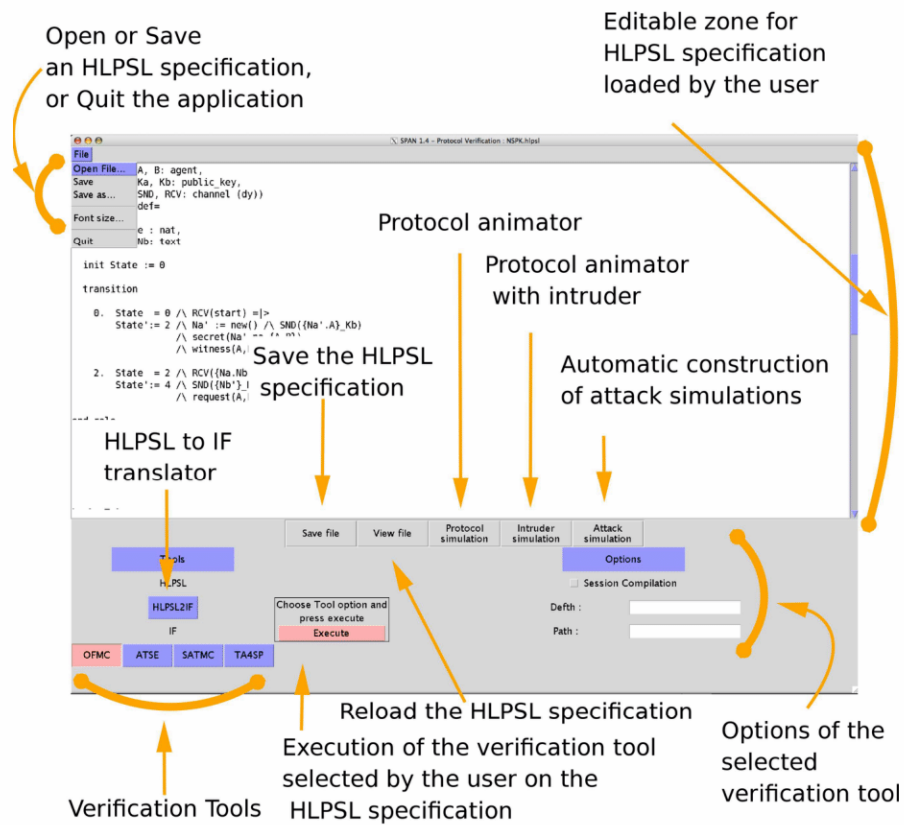 Open or Save
an HLPSL specification,
or Quit the application
Editable zone for
HLPSL specification
loaded by the user
SPAN 1.4 – Protocol Verification : NSPK.hlpsl
File
Open File...
Save
Save as...
Font size...
Quit
A, B: agent,
Ka, Kb: public_key,
SND, RCV: channel (dy))
def=
e : nat,
Nb: text
init State := 0
transition
0. State = 0 /\ RCV(start) =|>
State':= 2 /\ Na' := new() /\ SND({Na'.A}_Kb)
/\ secret(Na'
/\ witness(A,
2. State = 2 /\ RCV({Na.Nb
State':= 4 /\ SND({Nb'}_
/\ request(A,
Protocol animator
Protocol animator
with intruder
Save the HLPSL
specification
Automatic construction
of attack simulations
HLPSL to IF
translator
Save file
View file
Protocol
simulation
Intruder
simulation
Attack
simulation
Tools
Options
HLPSL
Session Compilation
HLPSL2IF
Choose Tool option and
press execute
Execute
Defth :
Path :
IF
OFMC
ATSE
SATMC
TA4SP
Reload the HLPSL specification
Execution of the verification tool
selected by the user on the
HLPSL specification
Options of the
selected
verification tool
Verification Tools